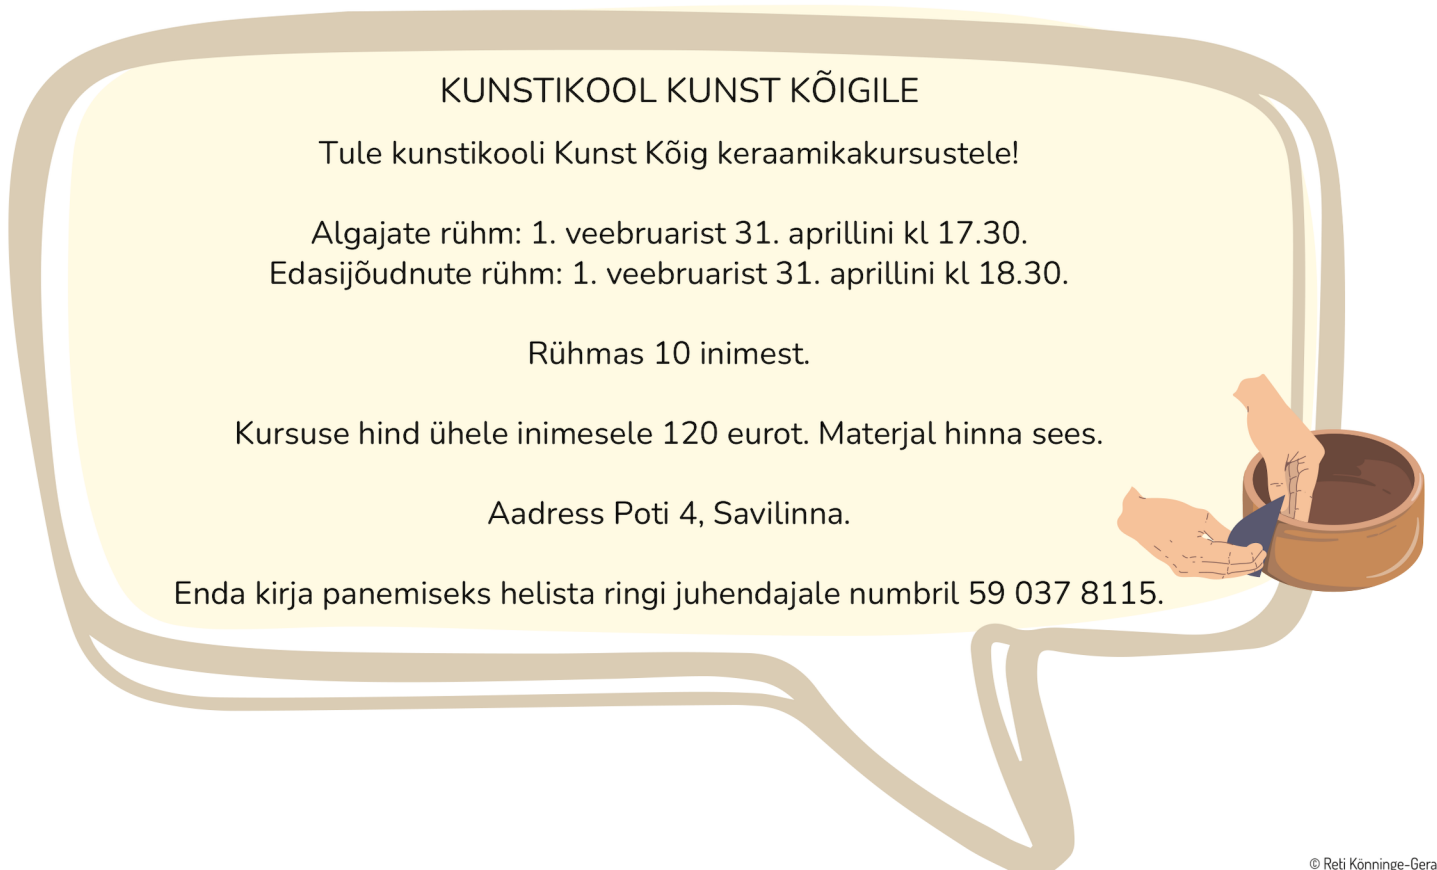 KUNSTIKOOL KUNST KÕIGILE
Tule kunstikooli Kunst Kõig keraamikakursustele!
Algajate rühm: 1. veebruarist 31. aprillini kl 17.30.
Edasijõudnute rühm: 1. veebruarist 31. aprillini kl 18.30.
Rühmas 10 inimest.
Kursuse hind ühele inimesele 120 eurot. Materjal hinna sees.
Aadress Poti 4, Savilinna.
Enda kirja panemiseks helista ringi juhendajale numbril 59 037 8115.
© Reti Könninge-Gera